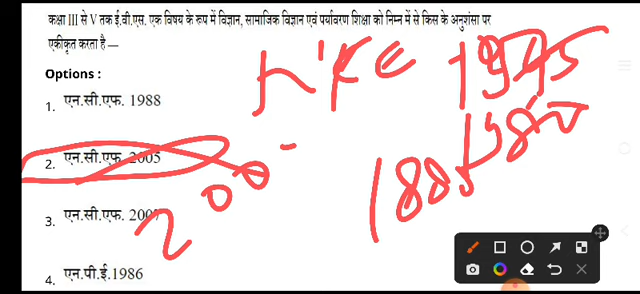 कक्षा III से V तक ई.वी.एस. एक विषय के रूप में विज्ञान, सामाजिक विज्ञान एवं पर्यावरण शिक्षा को निम्न में से किस के अनुशंसा पर
एकीकृत करता है —
Options :
1. एन.सी.एफ. 1988
2. एन.सी.एफ. 2005
3. एन.सी.एफ. 2007
4. एन.पी.ई.1986